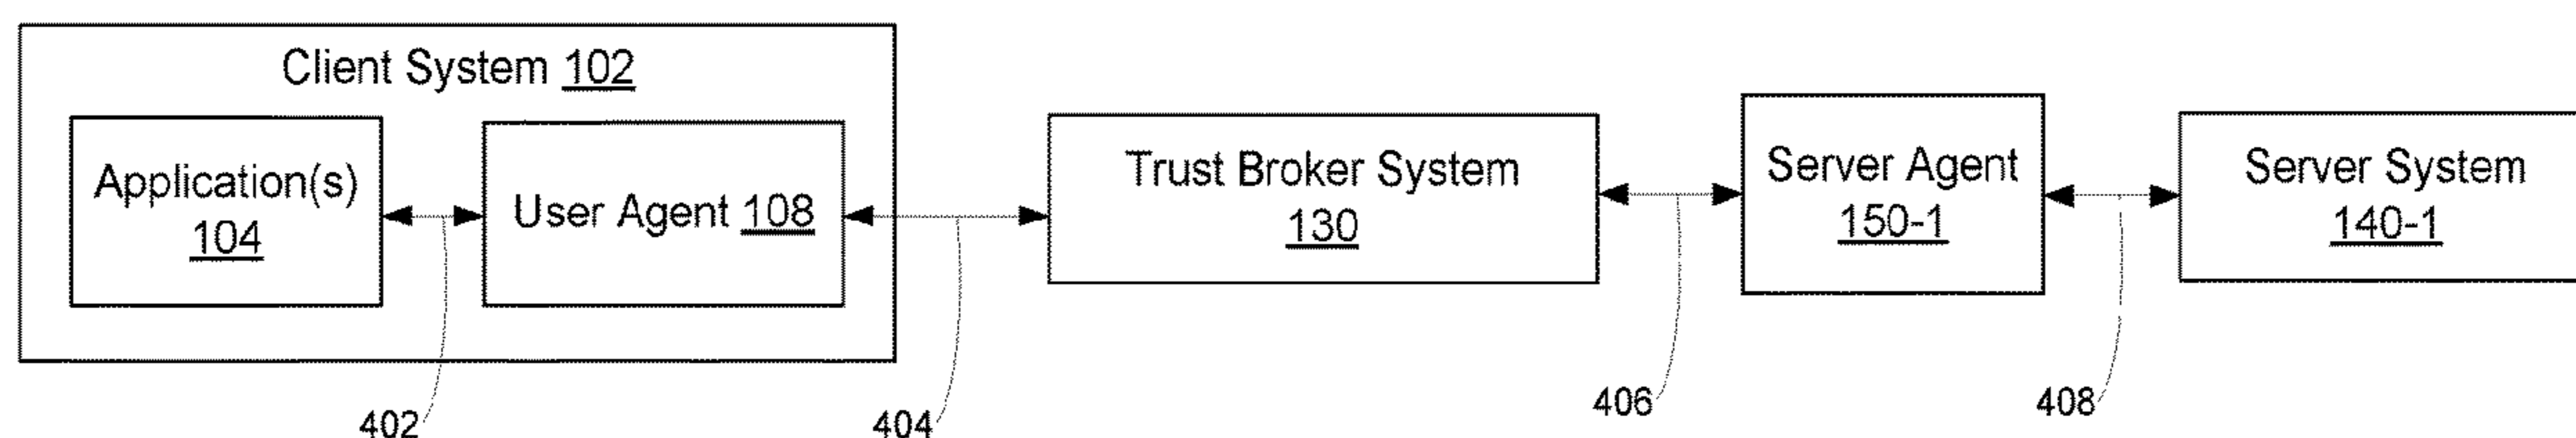 Client System 102
Application(s)
104
User Agent 108
Trust Broker System
130
Server Agent
150-1
Server System
140-1
402
404
406
408